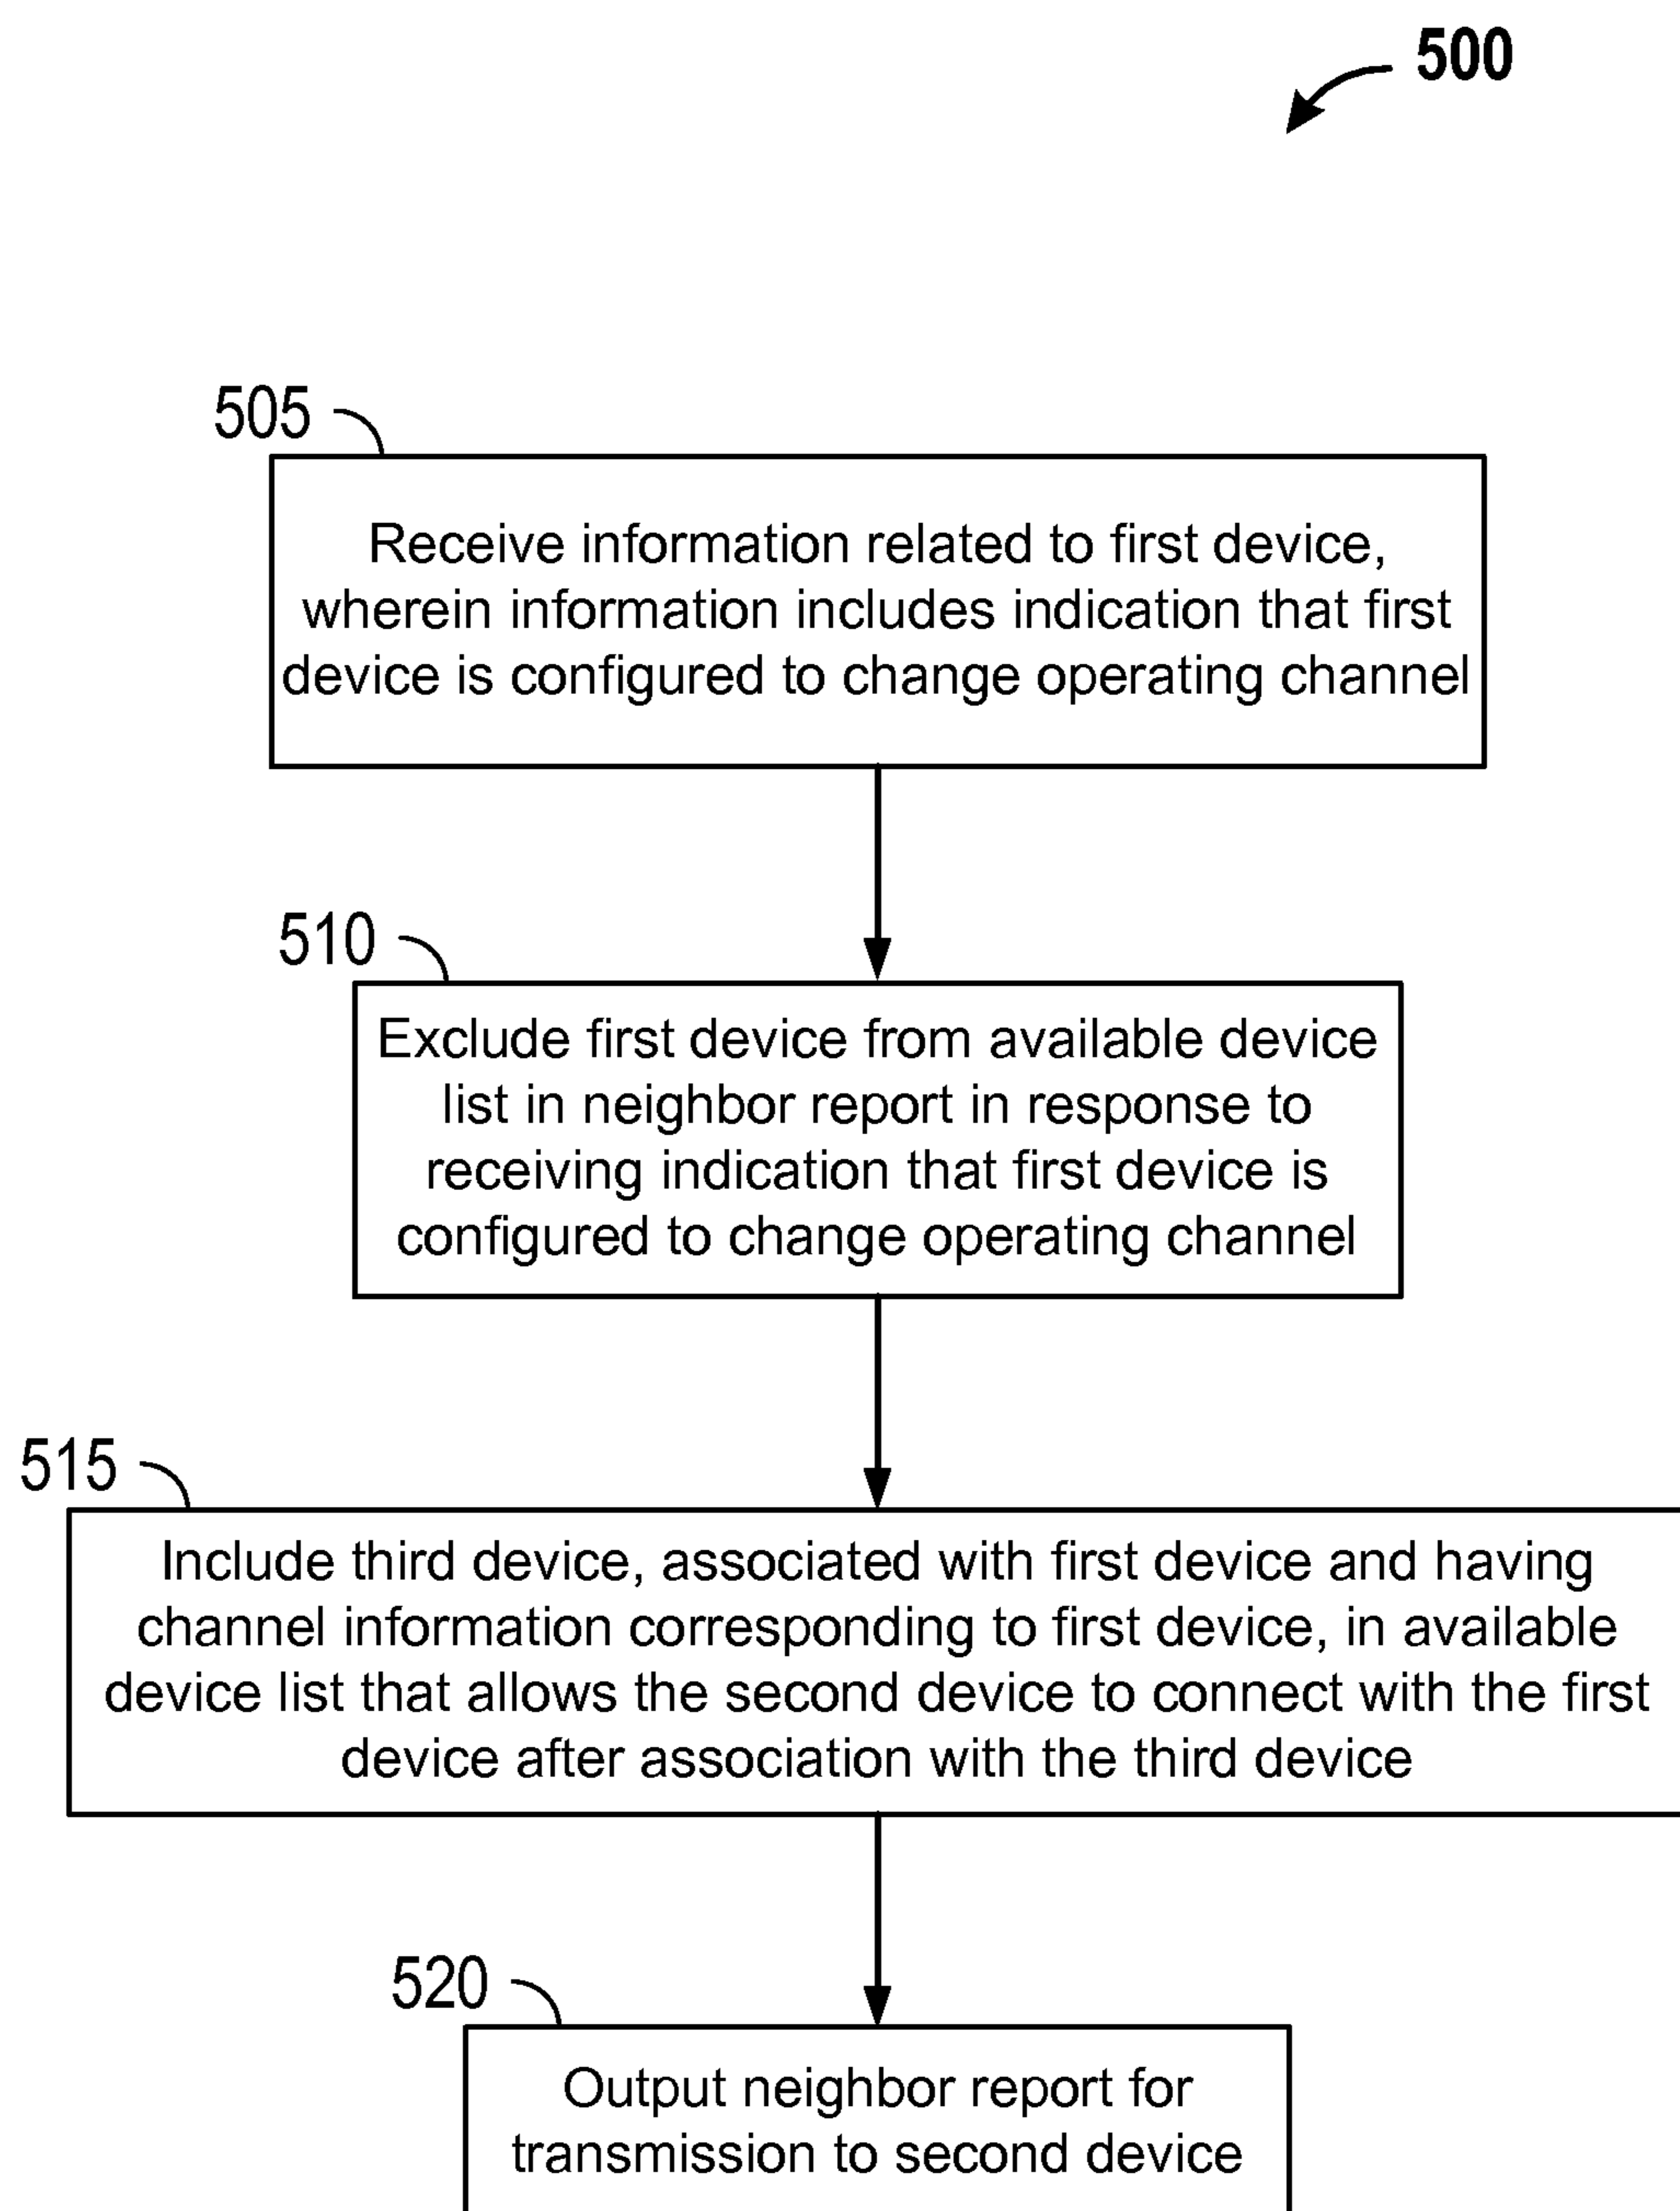 500
505
Receive information related to first device,
wherein information includes indication that first
device is configured to change operating channel
510
Exclude first device from available device
list in neighbor report in response to
receiving indication that first device is
configured to change operating channel
515
Include third device, associated with first device and having
channel information corresponding to first device, in available
device list that allows the second device to connect with the first
device after association with the third device
520
Output neighbor report for
transmission to second device